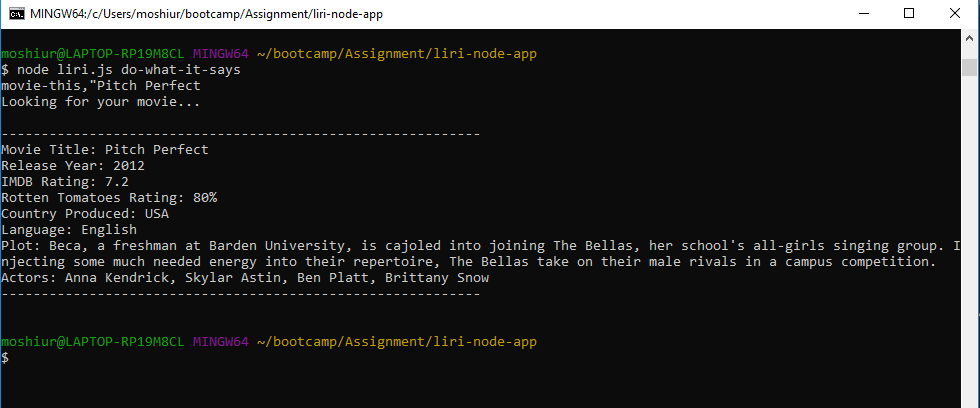 MINGW64:/c/Users/moshiur/bootcamp/Assignment/liri-node-app
moshiur@LAPTOP-RP19M8CL MINGW64 ~/bootcamp/Assignment/liri-node-app
$ node liri.js do-what-it-says
movie-this,"Pitch Perfect
Looking for your movie...
------------------------------------------------------------
Movie Title: Pitch Perfect
Release Year: 2012
IMDB Rating: 7.2
Rotten Tomatoes Rating: 80%
Country Produced: USA
Language: English
Plot: Beca, a freshman at Barden University, is cajoled into joining The Bellas, her school's all-girls singing group. I
njecting some much needed energy into their repertoire, The Bellas take on their male rivals in a campus competition.
Actors: Anna Kendrick, Skylar Astin, Ben Platt, Brittany Snow
------------------------------------------------------------
moshiur@LAPTOP-RP19M8CL MINGW64 ~/bootcamp/Assignment/liri-node-app
$